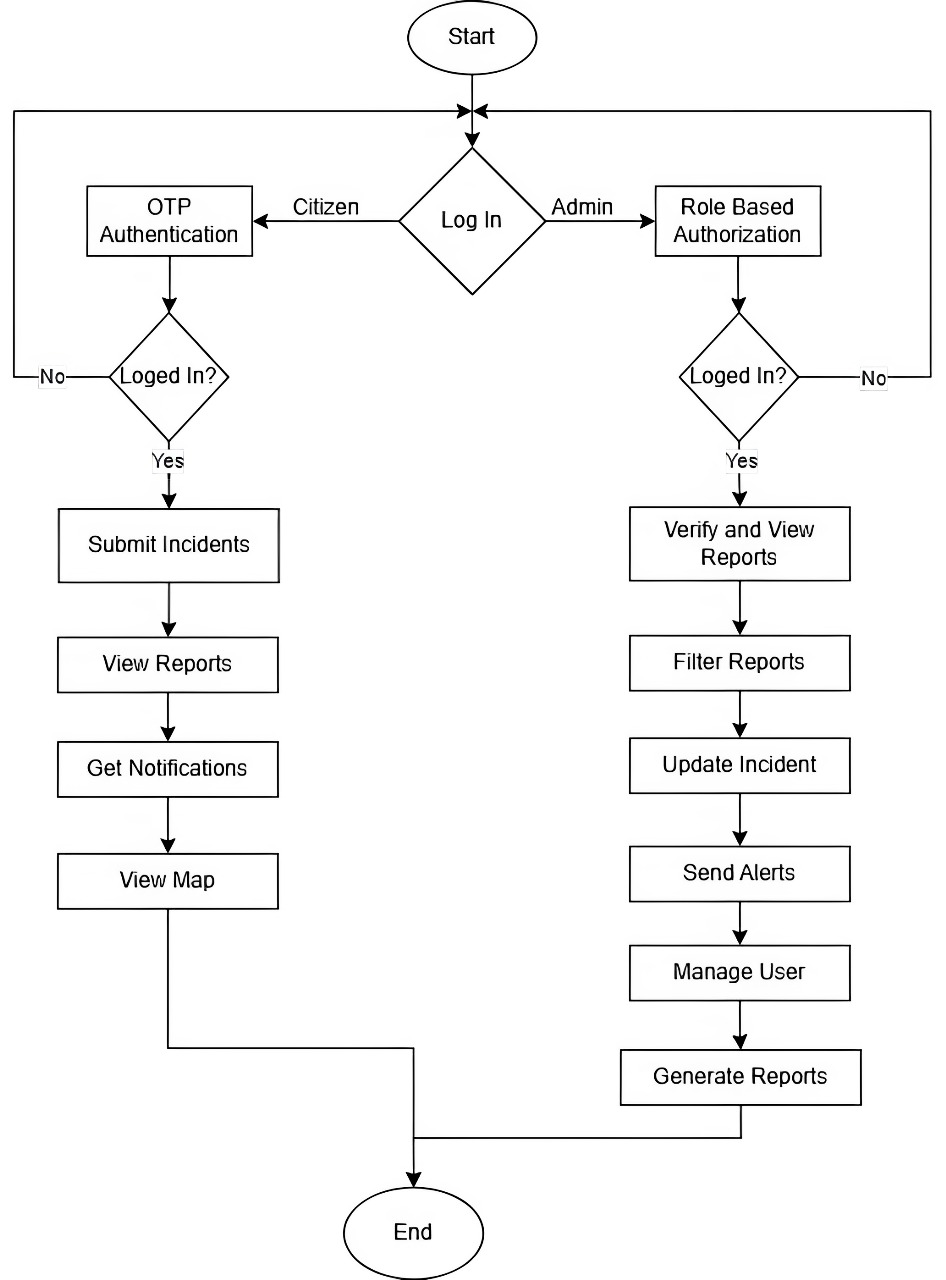 Start
Log In
Citizen
Admin
OTP
Authentication
Role Based
Authorization
Loged In?
No
Yes
Loged In?
No
Yes
Submit Incidents
View Reports
Get Notifications
View Map
Verify and View
Reports
Filter Reports
Update Incident
Send Alerts
Manage User
Generate Reports
End